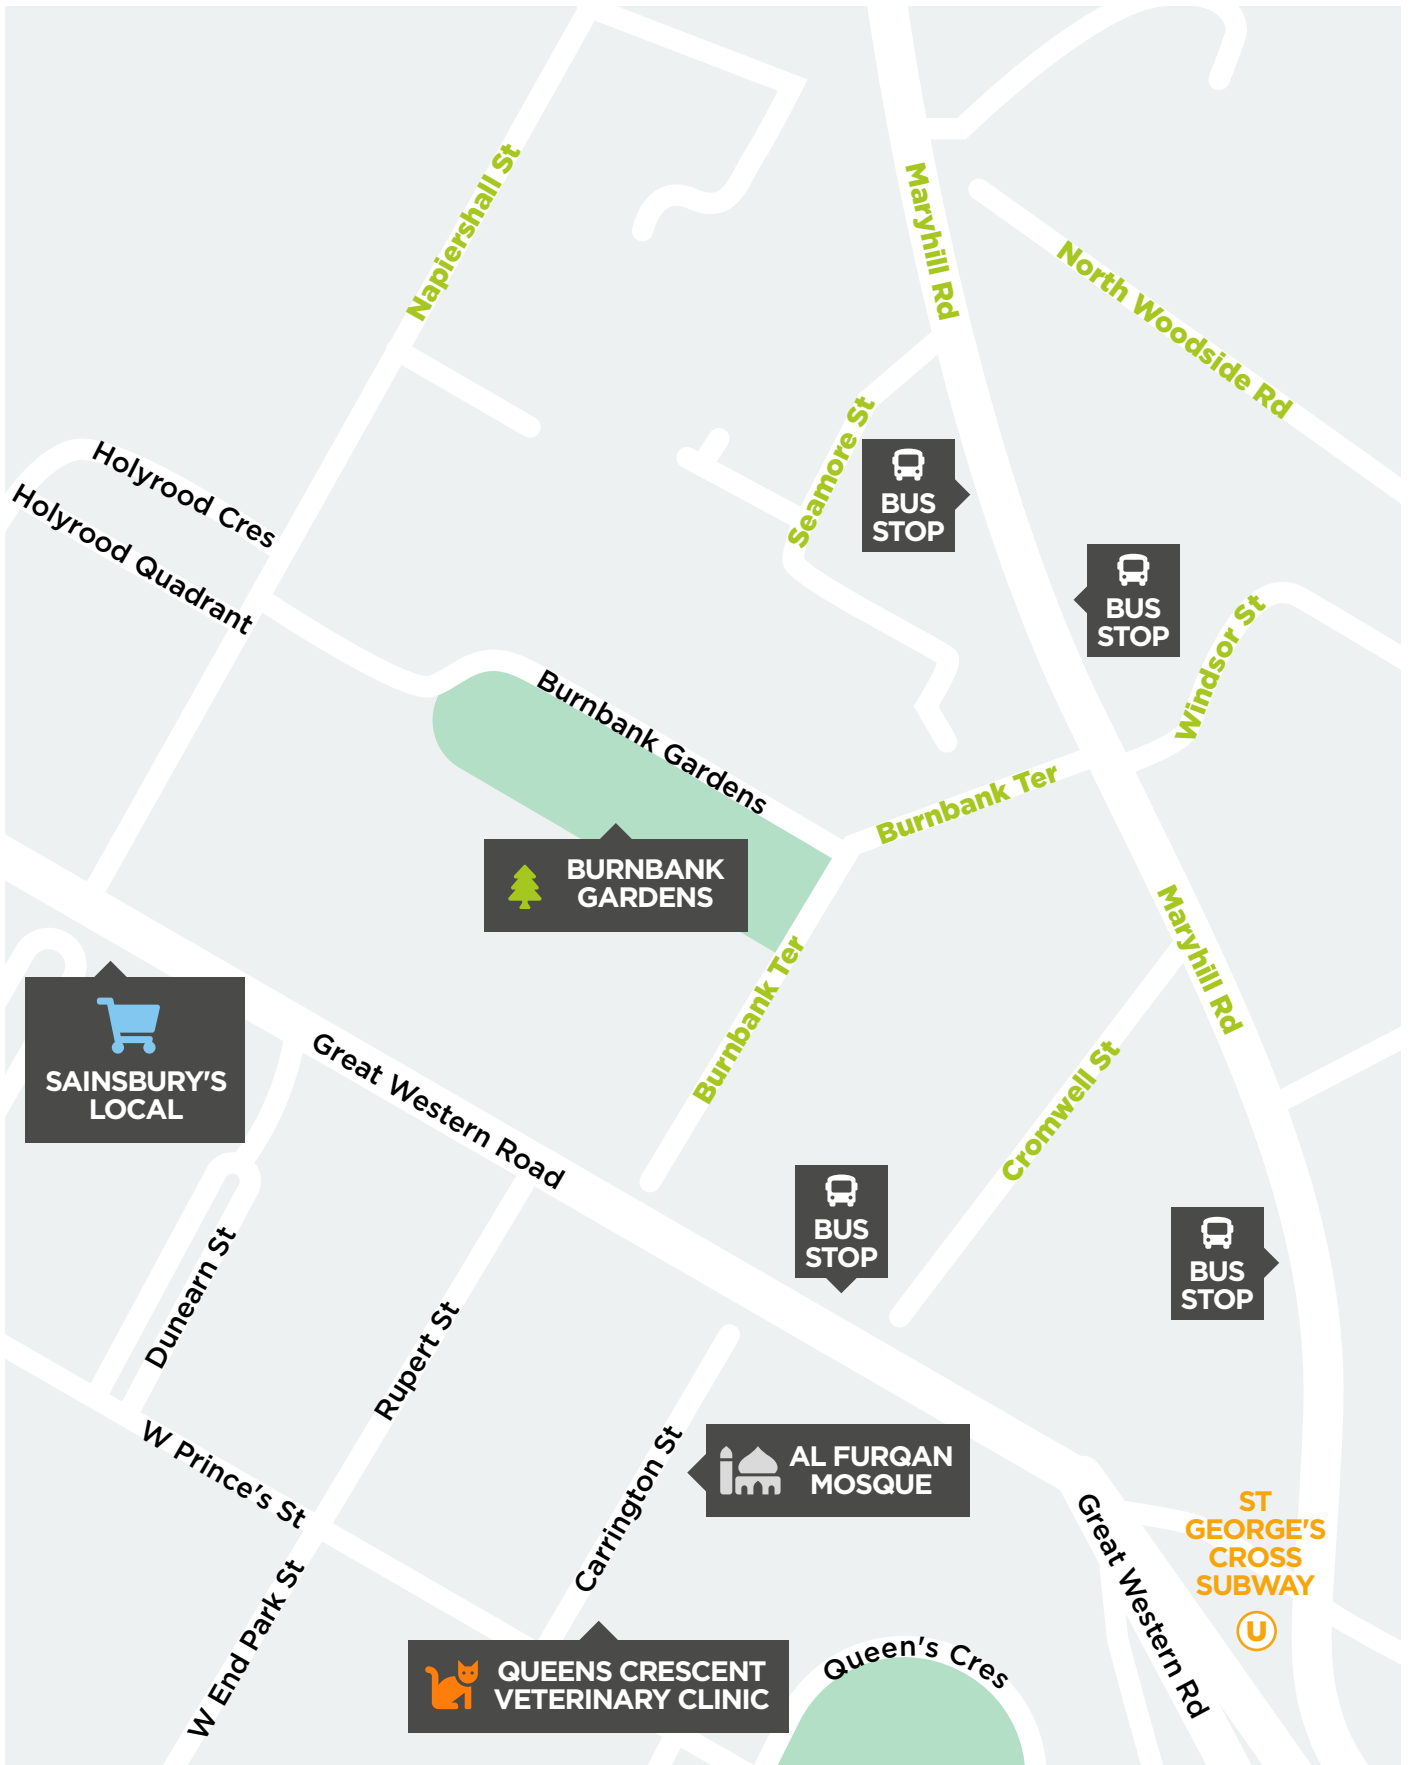 Napiershall St
Maryhill Rd
North Woodside Rd
Seamore St
Holyrood Cres
Holyrood Quadrant
BUS
STOP
BUS
STOP
Windsor St
Burnbank Gardens
Burnbank Ter
BURNBANK
GARDENS
Maryhill Rd
Burnbank Ter
SAINSBURY'S
LOCAL
Great Western Road
Cromwell St
BUS
STOP
BUS
STOP
Dunearn St
Rupert St
W Prince's St
Carrington St
AL FURQAN
MOSQUE
Great Western Rd
ST
GEORGE'S
CROSS
SUBWAY
U
W End Park St
QUEENS CRESCENT
VETERINARY CLINIC
Queen's Cres